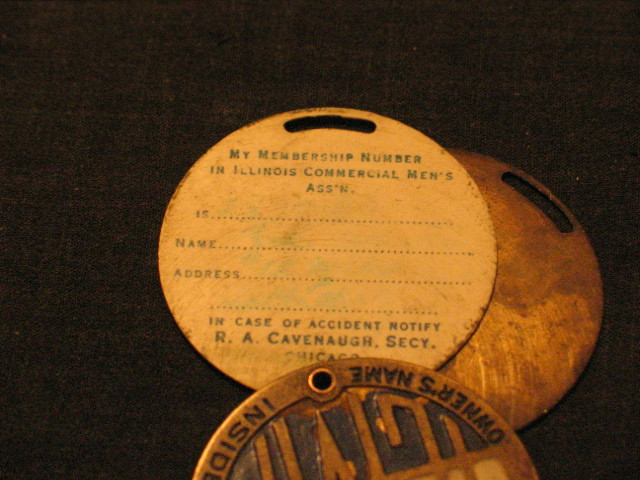 MY MEMBERSHIP NUMBER
IN ILLINOIS COMMERCIAL MEN'S
ASS'N.
IS
NAME
ADDRESS
IN CASE OF ACCIDENT NOTIFY
R. A. CAVENAUGH, SECY.
CHICAGO
INSIDE
OWNER'S NAME